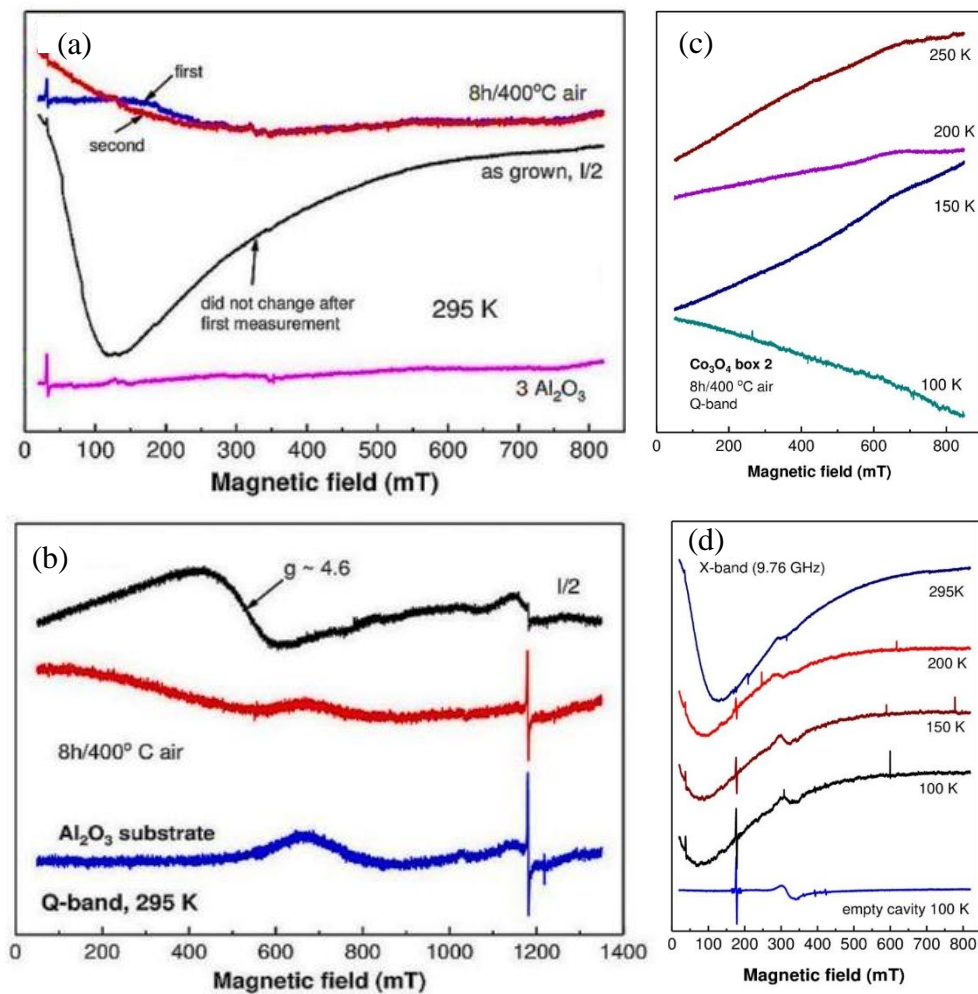 (a)
first
8h/400°C air
second
as grown, I/2
did not change after
first measurement
295 K
3 Al₂O₃
0 100 200 300 400 500 600 700 800
Magnetic field (mT)
(c)
250 K
200 K
150 K
Co₃O₄ box 2
8h/400 °C air
Q-band
100 K
0 200 400 600 800
Magnetic field (mT)
(b)
g ~ 4.6
I/2
8h/400° C air
Al₂O₃ substrate
Q-band, 295 K
0 200 400 600 800 1000 1200 1400
Magnetic field (mT)
(d)
X-band (9.76 GHz)
295K
200 K
150 K
100 K
empty cavity 100 K
0 100 200 300 400 500 600 700 800
Magnetic field (mT)